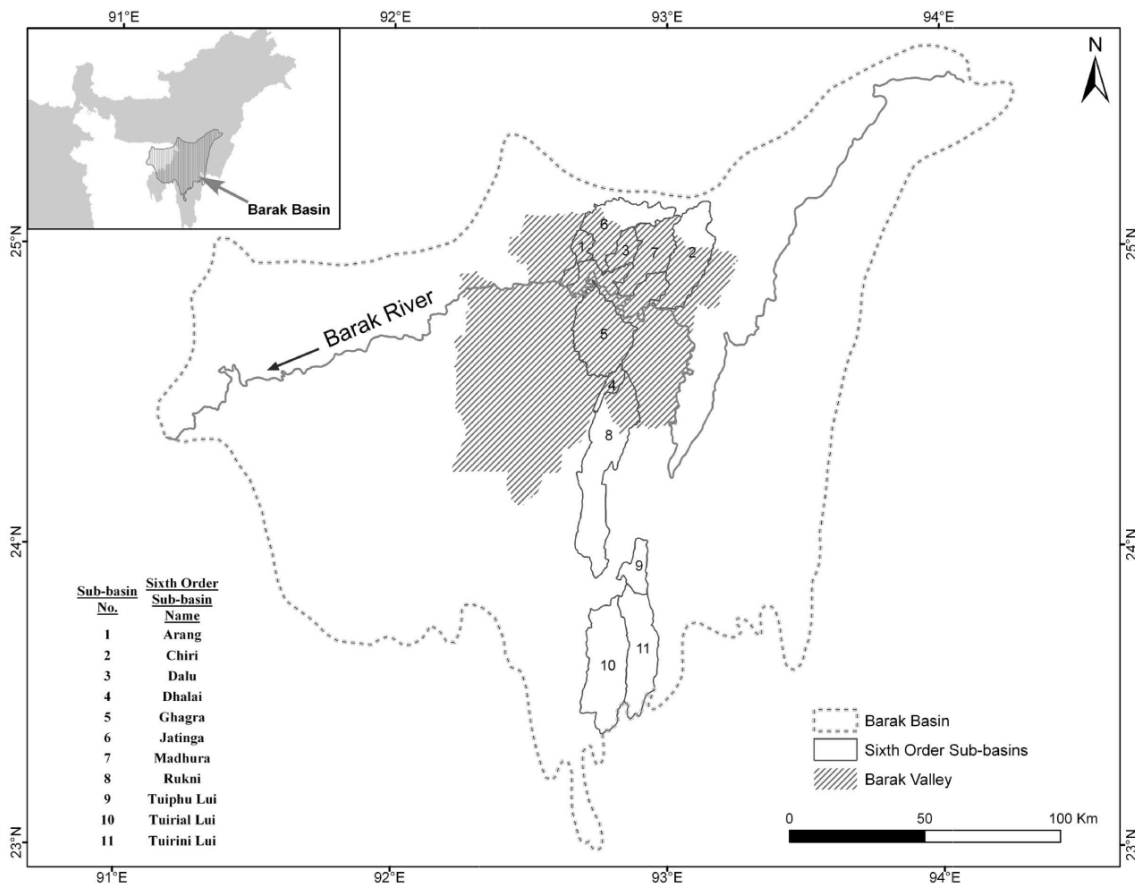 91°E
92°E
93°E
94°E
Barak Basin
N
25°N
25°N
6
1
3
7
2
Barak River
5
4
8
24°N
24°N
9
10
11
Sub-basin No.
Sixth Order Sub-basin Name
1 Arang
2 Chiri
3 Dalu
4 Dhalai
5 Ghagra
6 Jatinga
7 Madhura
8 Rukni
9 Tuiphu Lui
10 Tuirial Lui
11 Tuirini Lui
Barak Basin
Sixth Order Sub-basins
Barak Valley
0 50 100 Km
23°N
23°N
91°E
92°E
93°E
94°E